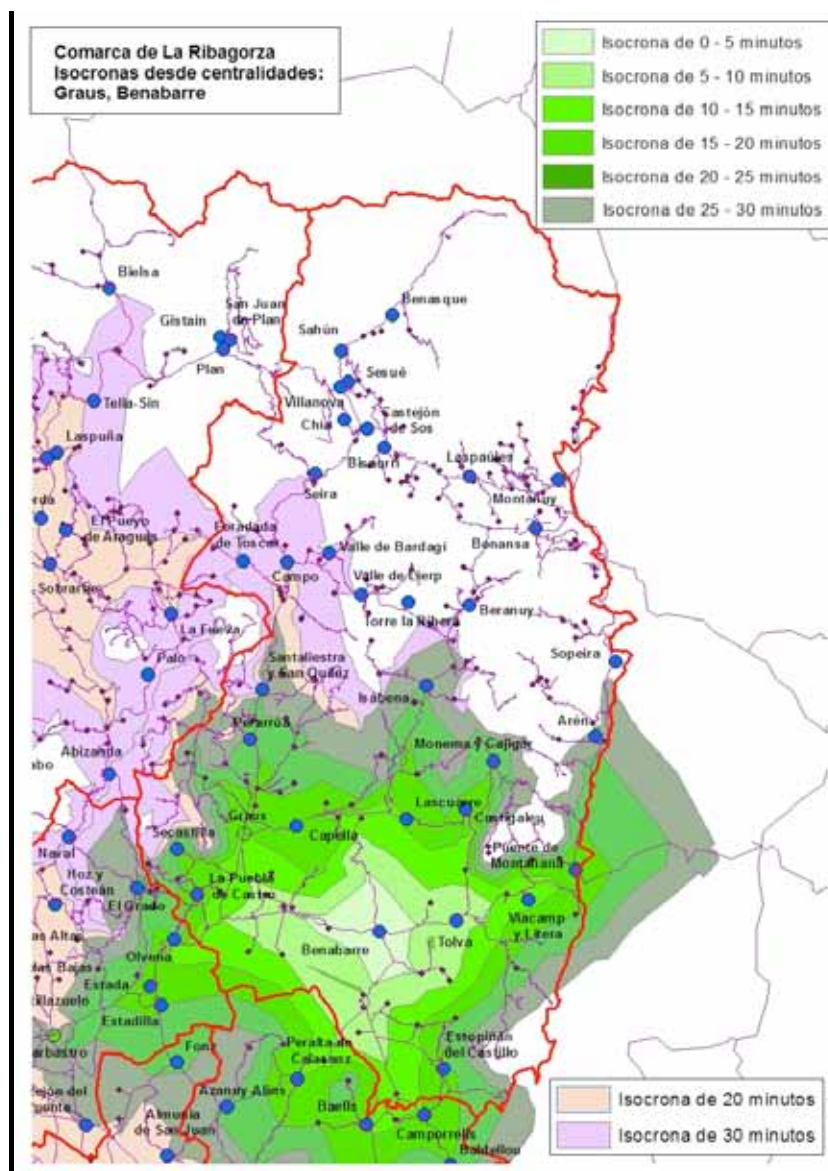 Comarca de La Ribagorza
Isocronas desde centralidades:
Graus, Benabarre
Isocrona de 0 - 5 minutos
Isocrona de 5 - 10 minutos
Isocrona de 10 - 15 minutos
Isocrona de 15 - 20 minutos
Isocrona de 20 - 25 minutos
Isocrona de 25 - 30 minutos
Bielsa
Gistaín
San Juan
de Plan
Plan
Benasque
Sahún
Sesué
Villanova
Chía
Castejón
de Sos
Tella-Sin
Laspuña
Bisaurri
Laspaúles
Montanuy
Seira
El Pueyo
de Araguás
Foradada
de Toscar
Bonansa
Valle de Bardagí
Campo
Valle de Lierp
Sobrarbe
La Fueva
Torre la Ribera
Beranuy
Palo
Santaliestra
y San Quílez
Sopeira
Isábena
Perarrúa
Arén
Abizanda
Monesma y Cajigar
Graus
Lascuarre
Capella
Castigaleu
Secastilla
Naval
Puente de
Montañana
Hoz y
Costeán
La Puebla
de Castro
El Grado
Viacamp
y Litera
Benabarre
Tolva
Olvena
Estada
Estadilla
Estopiñán
del Castillo
Fonz
Peralta de
Calasanz
Azanuy Alins
Baells
Almunia
de San Juan
Camporrells
Baldellou
Isocrona de 20 minutos
Isocrona de 30 minutos